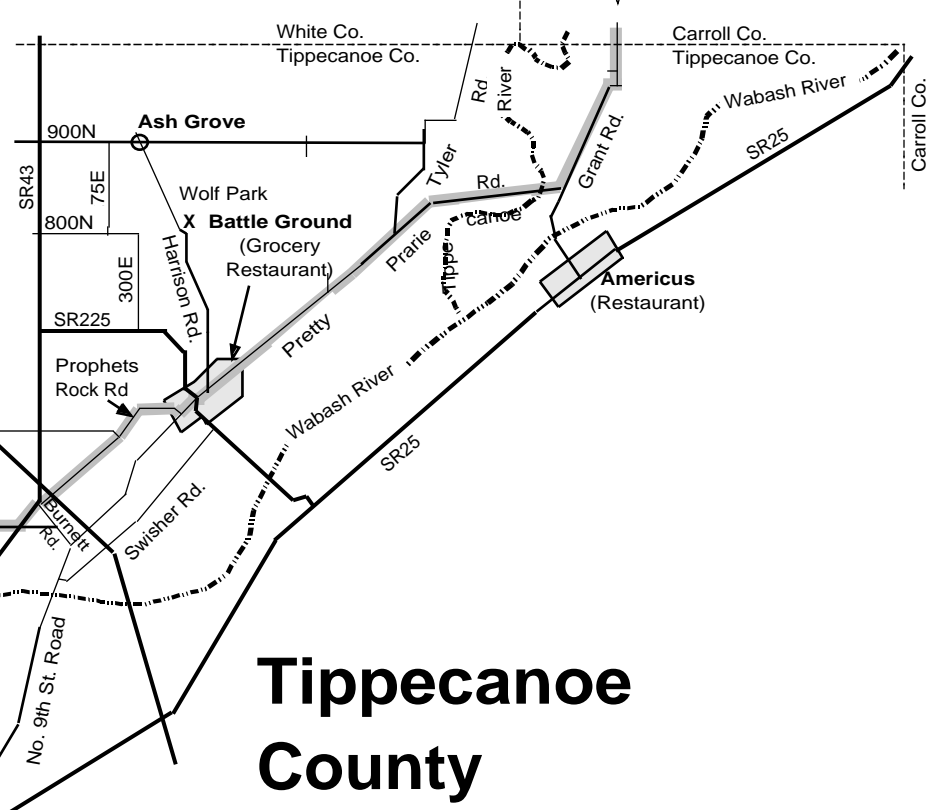 White Co.
Tippecanoe Co.
Carroll Co.
Tippecanoe Co.
Carroll Co.
Rd
River
Wabash River
SR25
Grant Rd.
Tyler
Rd.
Ash Grove
900N
SR43
75E
Wolf Park
X Battle Ground
(Grocery
Restaurant)
800N
300E
Harrison Rd.
Prarie
canoe
Tippe
Americus
(Restaurant)
SR225
Pretty
Prophets
Rock Rd
Wabash River
SR25
Burnett
Rd.
Swisher Rd.
No. 9th St. Road
Tippecanoe
County